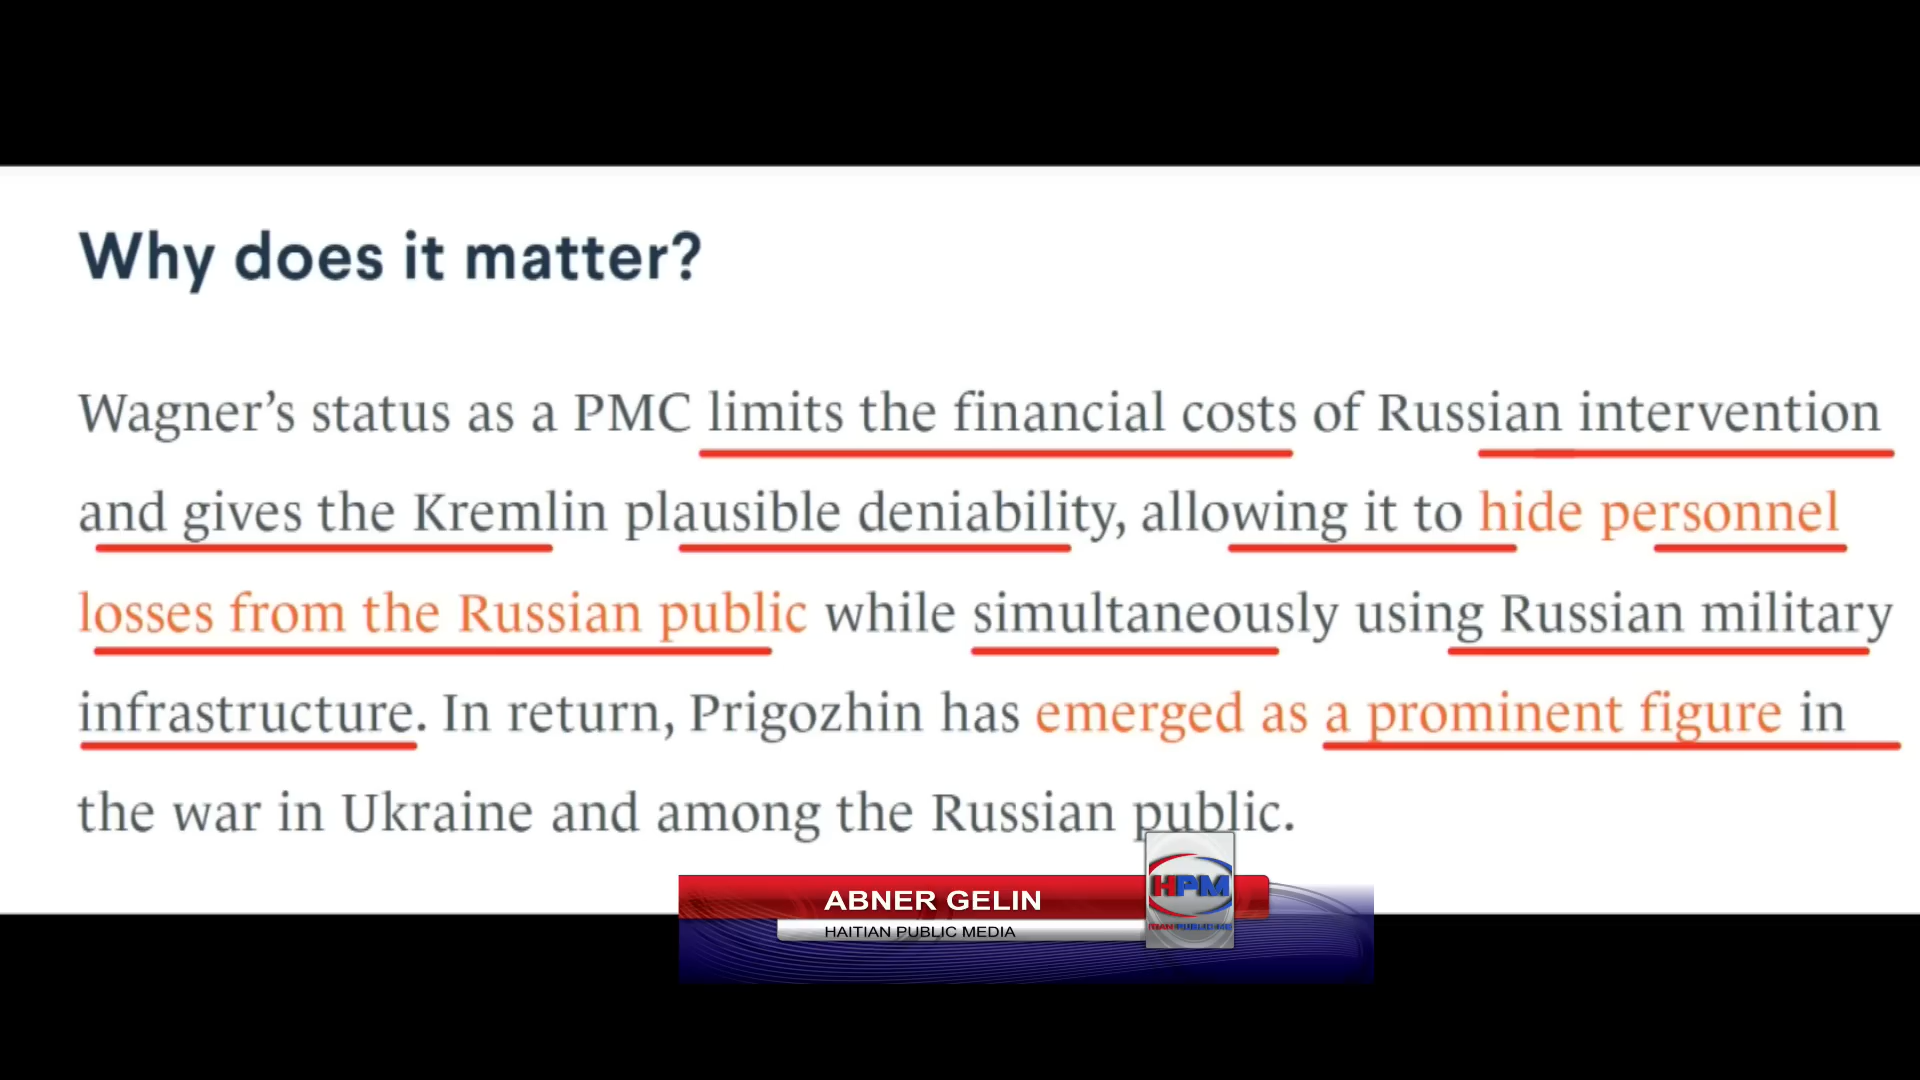 Why does it matter?
Wagner’s status as a PMC limits the financial costs of Russian intervention
and gives the Kremlin plausible deniability, allowing it to hide personnel
losses from the Russian public while simultaneously using Russian military
infrastructure. In return, Prigozhin has emerged as a prominent figure in
the war in Ukraine and among the Russian public.
ABNER GELIN
HAITIAN PUBLIC MEDIA
HPM